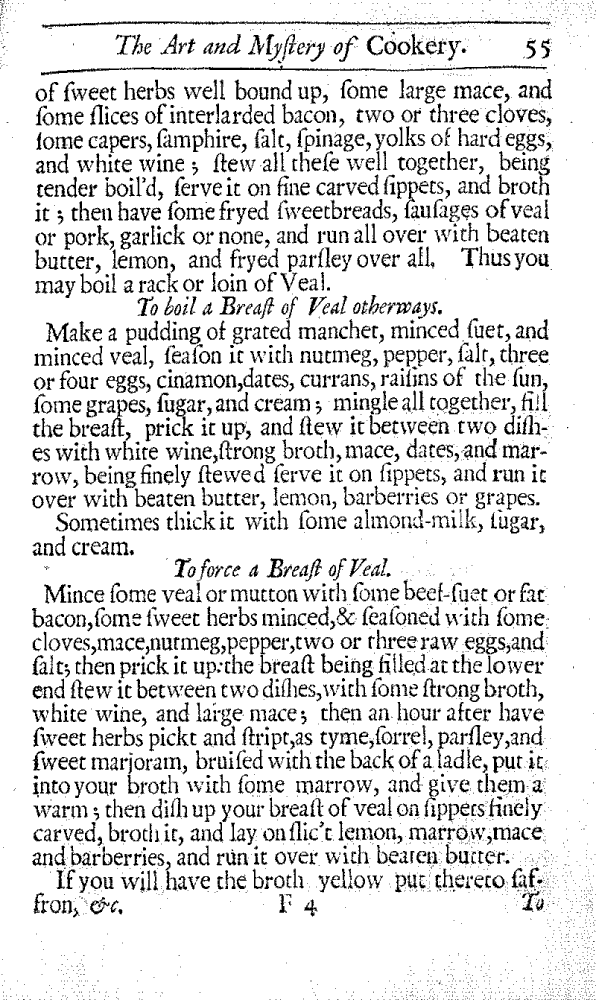 The Art and Myſtery of Cookery. 55
of ſweet herbs well bound up, ſome large mace, and
ſome ſlices of interlarded bacon, two or three cloves,
ſome capers, ſamphire, ſalt, ſpinage, yolks of hard eggs,
and white wine; ſtew all theſe well together, being
tender boil'd, ſerve it on fine carved ſippets, and broth
it; then have ſome fryed ſweetbreads, ſauſages of veal
or pork, garlick or none, and run all over with beaten
butter, lemon, and fryed parſley over all. Thus you
may boil a rack or loin of Veal.
To boil a Breaſt of Veal otherways.
Make a pudding of grated manchet, minced ſuet, and
minced veal, ſeaſon it with nutmeg, pepper, ſalt, three
or four eggs, cinamon,dates, currans, raiſins of the ſun,
ſome grapes, ſugar, and cream; mingle all together, fill
the breaſt, prick it up, and ſtew it between two diſh-
es with white wine,ſtrong broth, mace, dates, and mar-
row, being finely ſtewed ſerve it on ſippets, and run it
over with beaten butter, lemon, barberries or grapes.
Sometimes thick it with ſome almond-milk, ſugar,
and cream.
To force a Breaſt of Veal.
Mince ſome veal or mutton with ſome beef-ſuet or fat
bacon,ſome ſweet herbs minced,& ſeaſoned with ſome
cloves,mace,nutmeg,pepper,two or three raw eggs,and
ſalt; then prick it up:the breaſt being filled at the lower
end ſtew it between two diſhes,with ſome ſtrong broth,
white wine, and large mace; then an hour after have
ſweet herbs pickt and ſtript,as tyme,ſorrel, parſley,and
ſweet marjoram, bruiſed with the back of a ladle, put it
into your broth with ſome marrow, and give them a
warm; then diſh up your breaſt of veal on ſippets finely
carved, broth it, and lay on ſlic't lemon, marrow,mace
and barberries, and run it over with beaten butter.
If you will have the broth yellow put thereto ſaf-
fron, &c. F 4 To